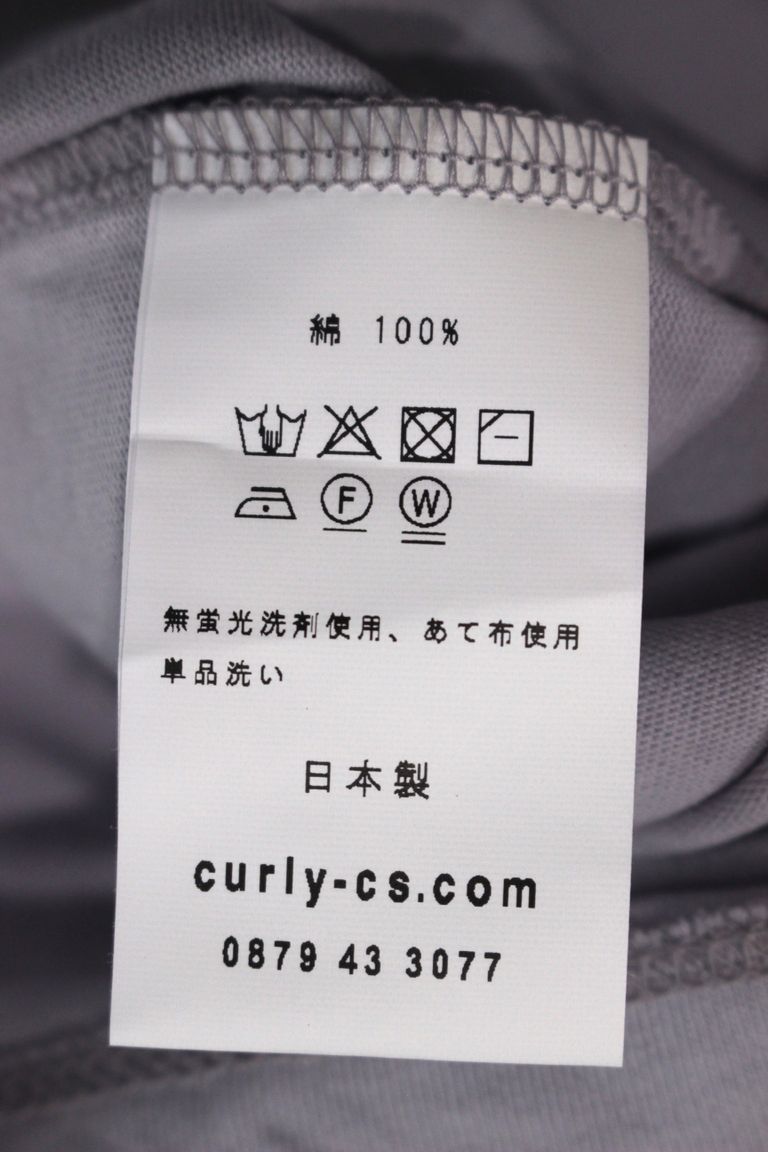 綿 100%
F W
無蛍光洗剤使用、あて布使用
単品洗い
日本製
curly-cs.com
0879 43 3077